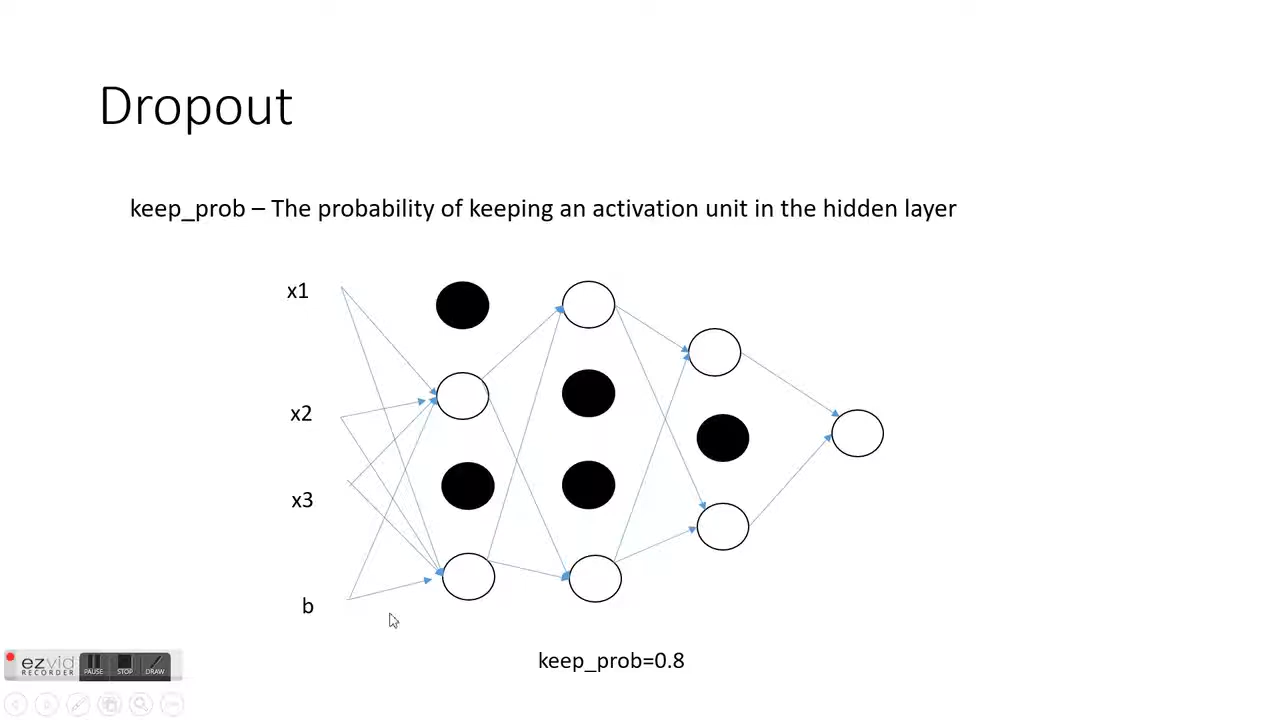 Dropout
keep_prob – The probability of keeping an activation unit in the hidden layer
x1
x2
x3
b
keep_prob=0.8
ezvid
RECORDER
PAUSE
STOP
DRAW